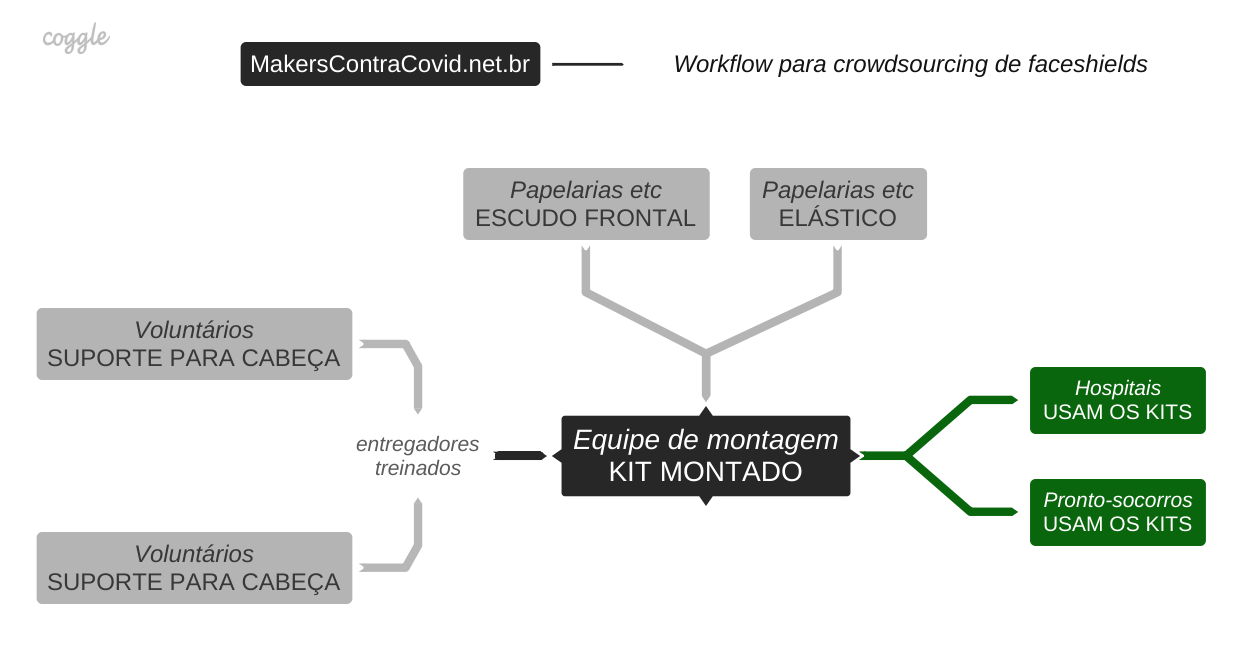 coggle
MakersContraCovid.net.br
Workflow para crowdsourcing de faceshields
Papelarias etc
ESCUDO FRONTAL
Papelarias etc
ELÁSTICO
Voluntários
SUPORTE PARA CABEÇA
entregadores
treinados
Voluntários
SUPORTE PARA CABEÇA
Equipe de montagem
KIT MONTADO
Hospitais
USAM OS KITS
Pronto-socorros
USAM OS KITS